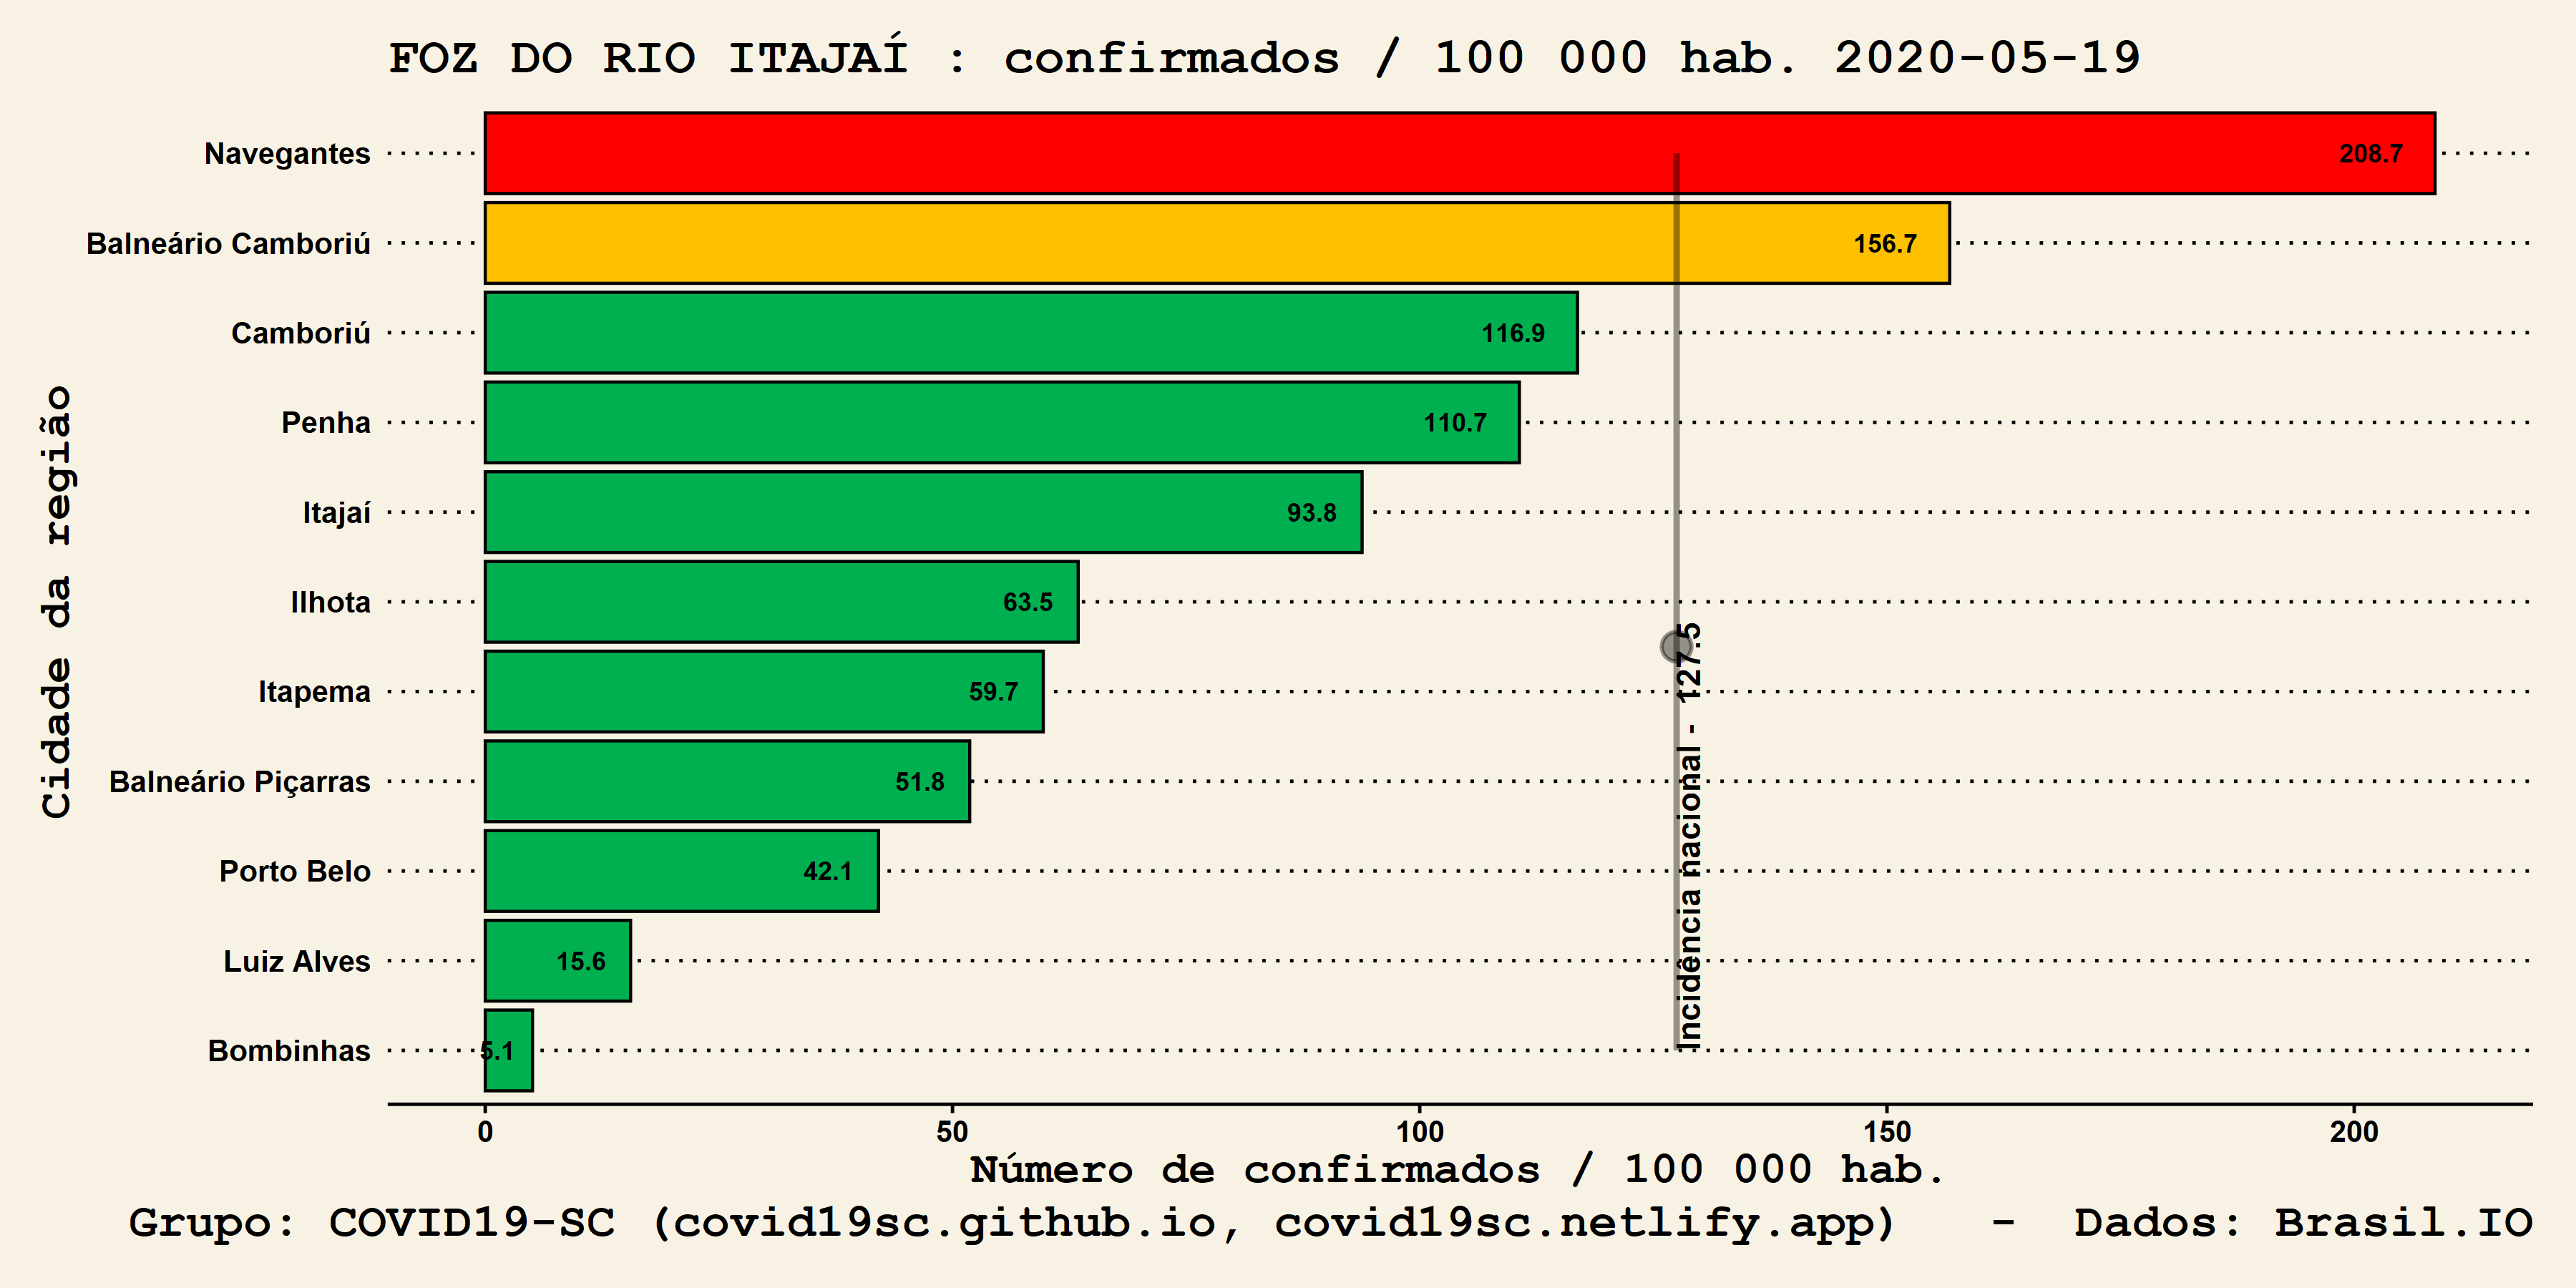 FOZ DO RIO ITAJAÍ : confirmados / 100 000 hab. 2020-05-19
Cidade da região
Navegantes 208.7
Balneário Camboriú 156.7
Camboriú 116.9
Penha 110.7
Itajaí 93.8
Ilhota 63.5
Itapema 59.7
Balneário Piçarras 51.8
Porto Belo 42.1
Luiz Alves 15.6
Bombinhas 5.1
Incidência nacional - 127.5
0 50 100 150 200
Número de confirmados / 100 000 hab.
Grupo: COVID19-SC (covid19sc.github.io, covid19sc.netlify.app) - Dados: Brasil.IO